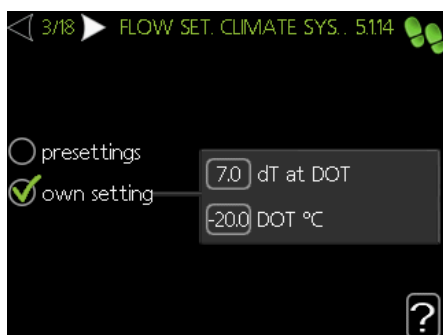 3/18 FLOW SET. CLIMATE SYS. . 5.1.14
presettings
own setting
7.0 dT at DOT
-20.0 DOT °C
?